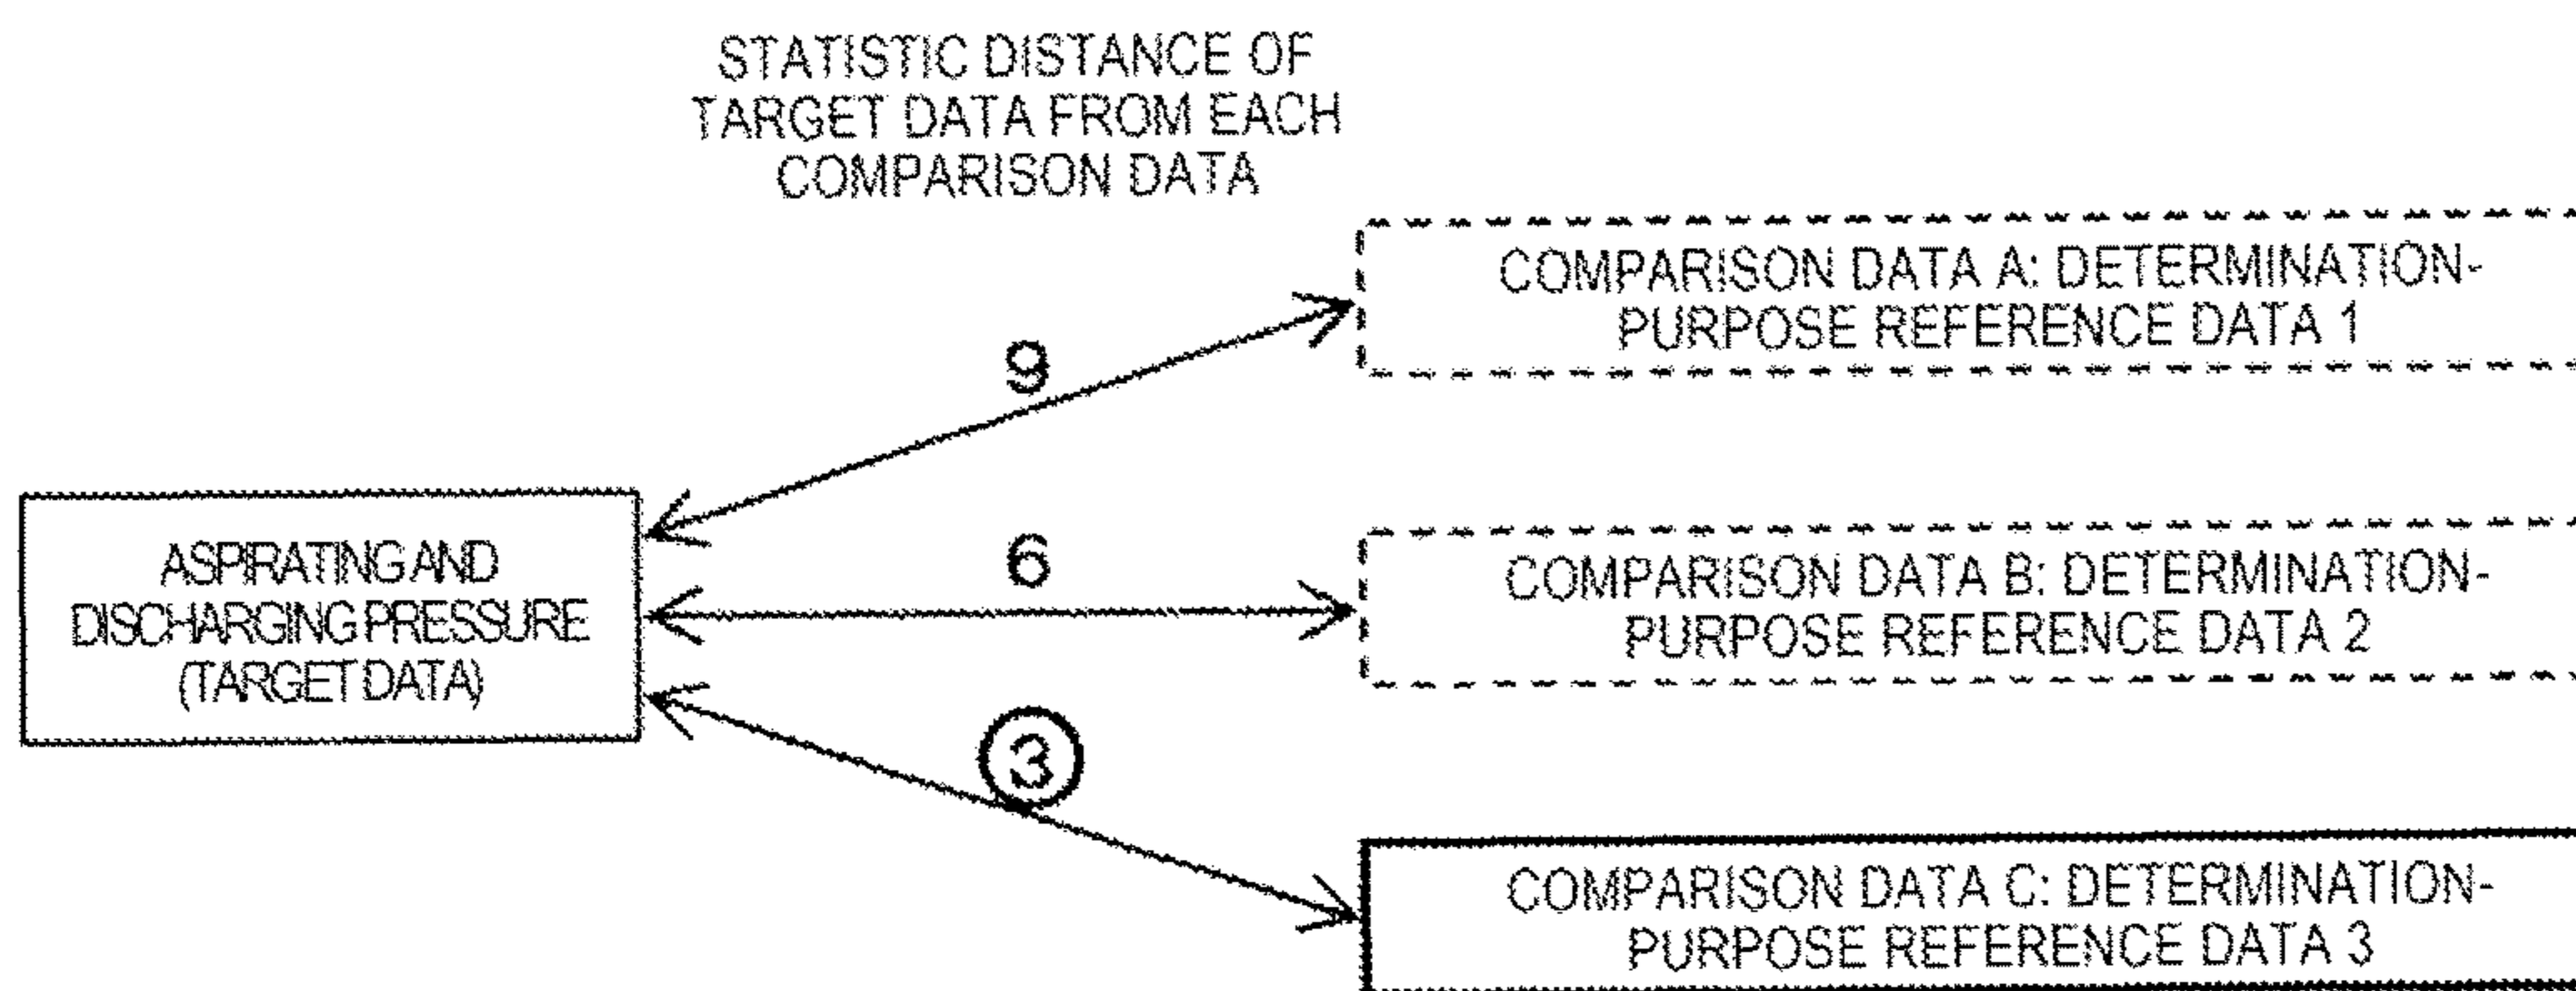 STATISTIC DISTANCE OF
TARGET DATA FROM EACH
COMPARISON DATA
COMPARISON DATA A: DETERMINATION-
PURPOSE REFERENCE DATA 1
9
ASPIRATING AND
DISCHARGING PRESSURE
(TARGET DATA)
6
COMPARISON DATA B: DETERMINATION-
PURPOSE REFERENCE DATA 2
3
COMPARISON DATA C: DETERMINATION-
PURPOSE REFERENCE DATA 3